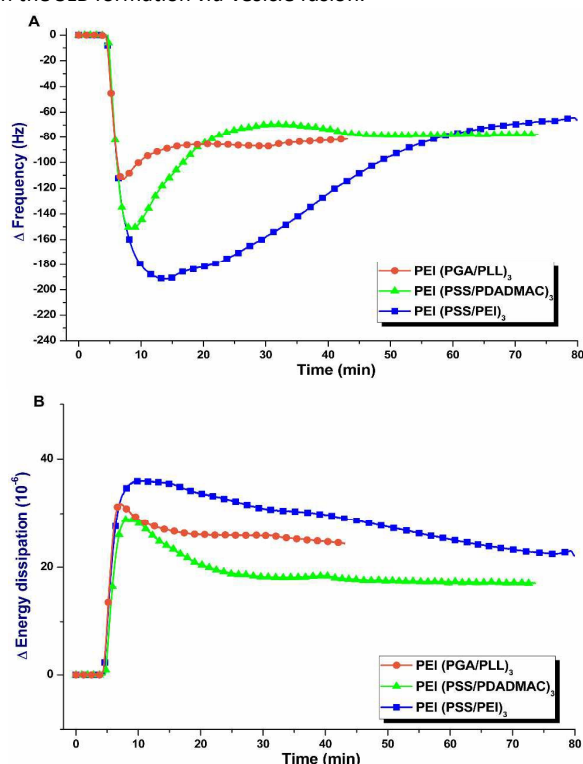 A
0
-20
-40
-60
-80
-100
-120
-140
-160
-180
-200
-220
-240
Δ Frequency (Hz)
PEI (PGA/PLL)₃
PEI (PSS/PDADMAC)₃
PEI (PSS/PEI)₃
0 10 20 30 40 50 60 70 80
Time (min)
B
40
20
0
Δ Energy dissipation (10⁻⁶)
PEI (PGA/PLL)₃
PEI (PSS/PDADMAC)₃
PEI (PSS/PEI)₃
0 10 20 30 40 50 60 70 80
Time (min)